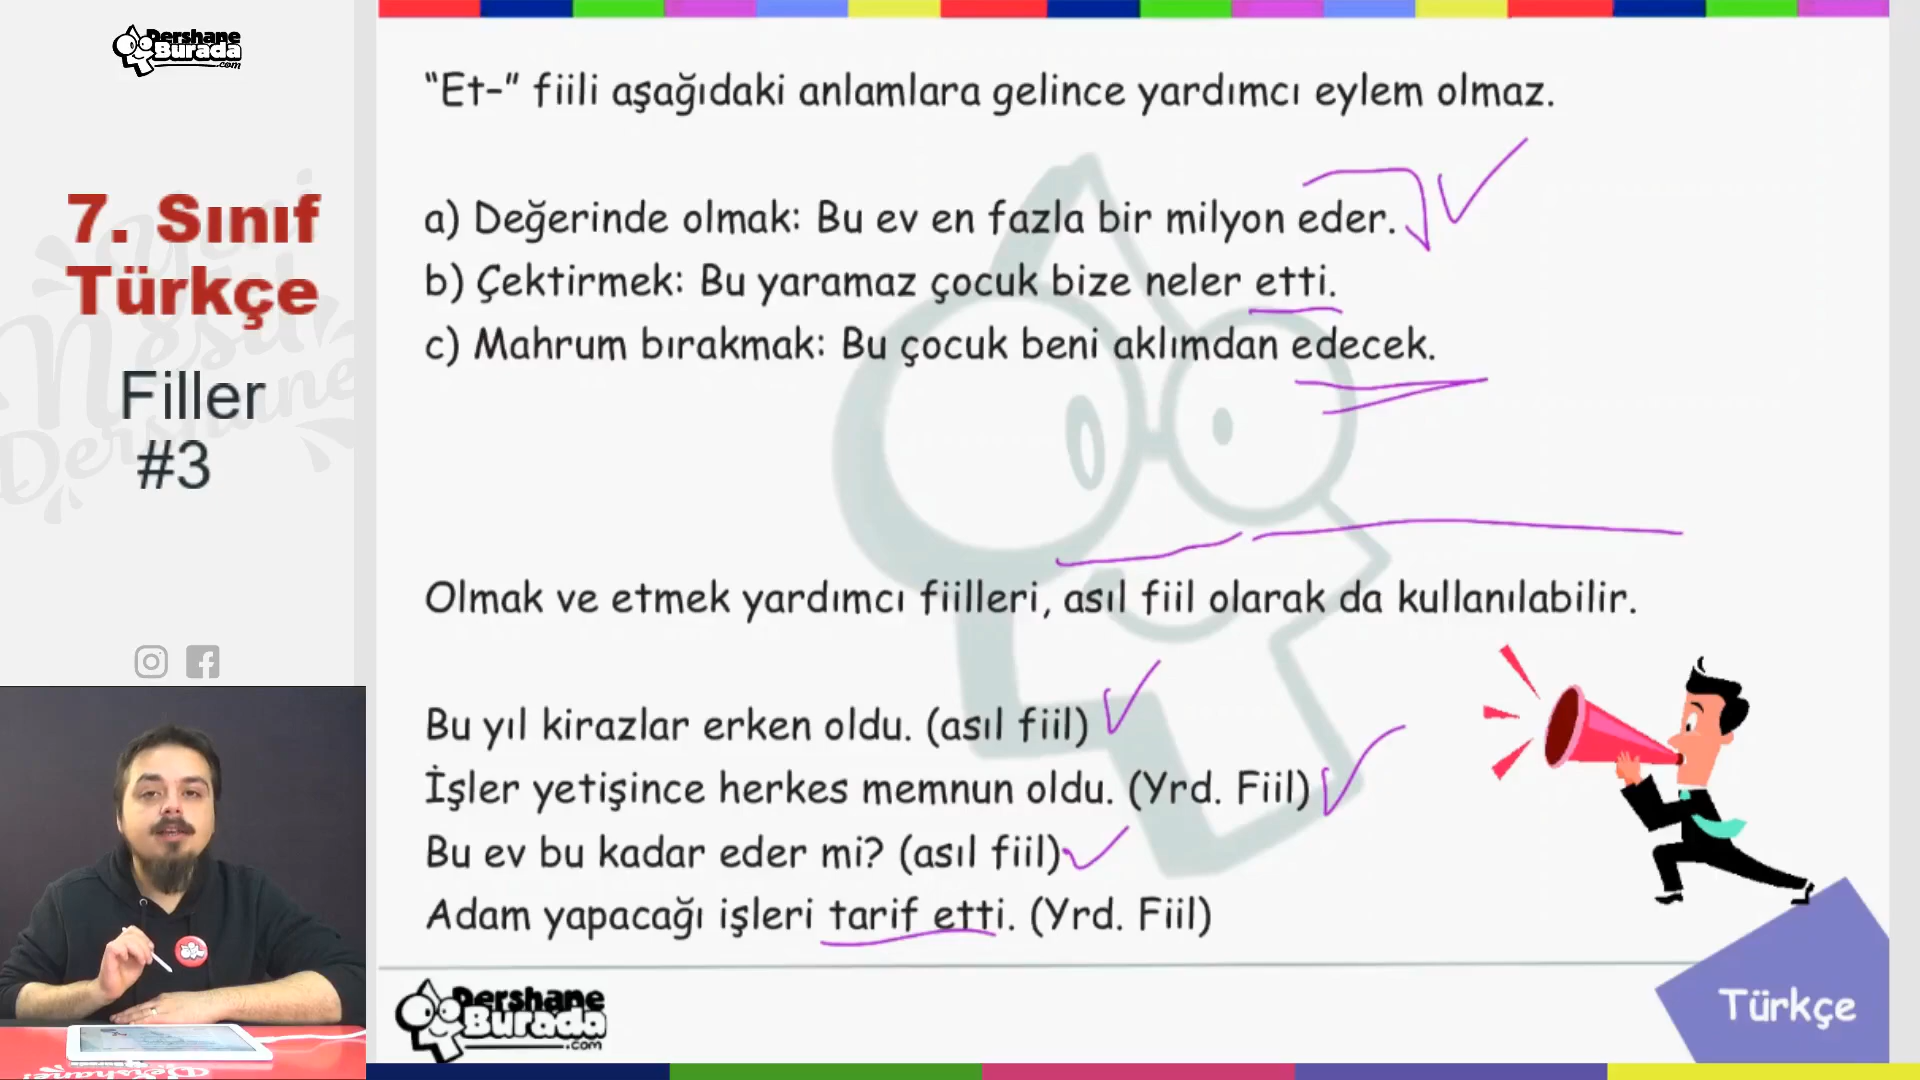 Dershane
Burada
.com
7. Sınıf
Türkçe
Filler
#3
“Et-” fiili aşağıdaki anlamlara gelince yardımcı eylem olmaz.
a) Değerinde olmak: Bu ev en fazla bir milyon eder.
b) Çektirmek: Bu yaramaz çocuk bize neler etti.
c) Mahrum bırakmak: Bu çocuk beni aklımdan edecek.
Olmak ve etmek yardımcı fiilleri, asıl fiil olarak da kullanılabilir.
Bu yıl kirazlar erken oldu. (asıl fiil)
İşler yetişince herkes memnun oldu. (Yrd. Fiil)
Bu ev bu kadar eder mi? (asıl fiil)
Adam yapacağı işleri tarif etti. (Yrd. Fiil)
Dershane
Burada
.com
Türkçe